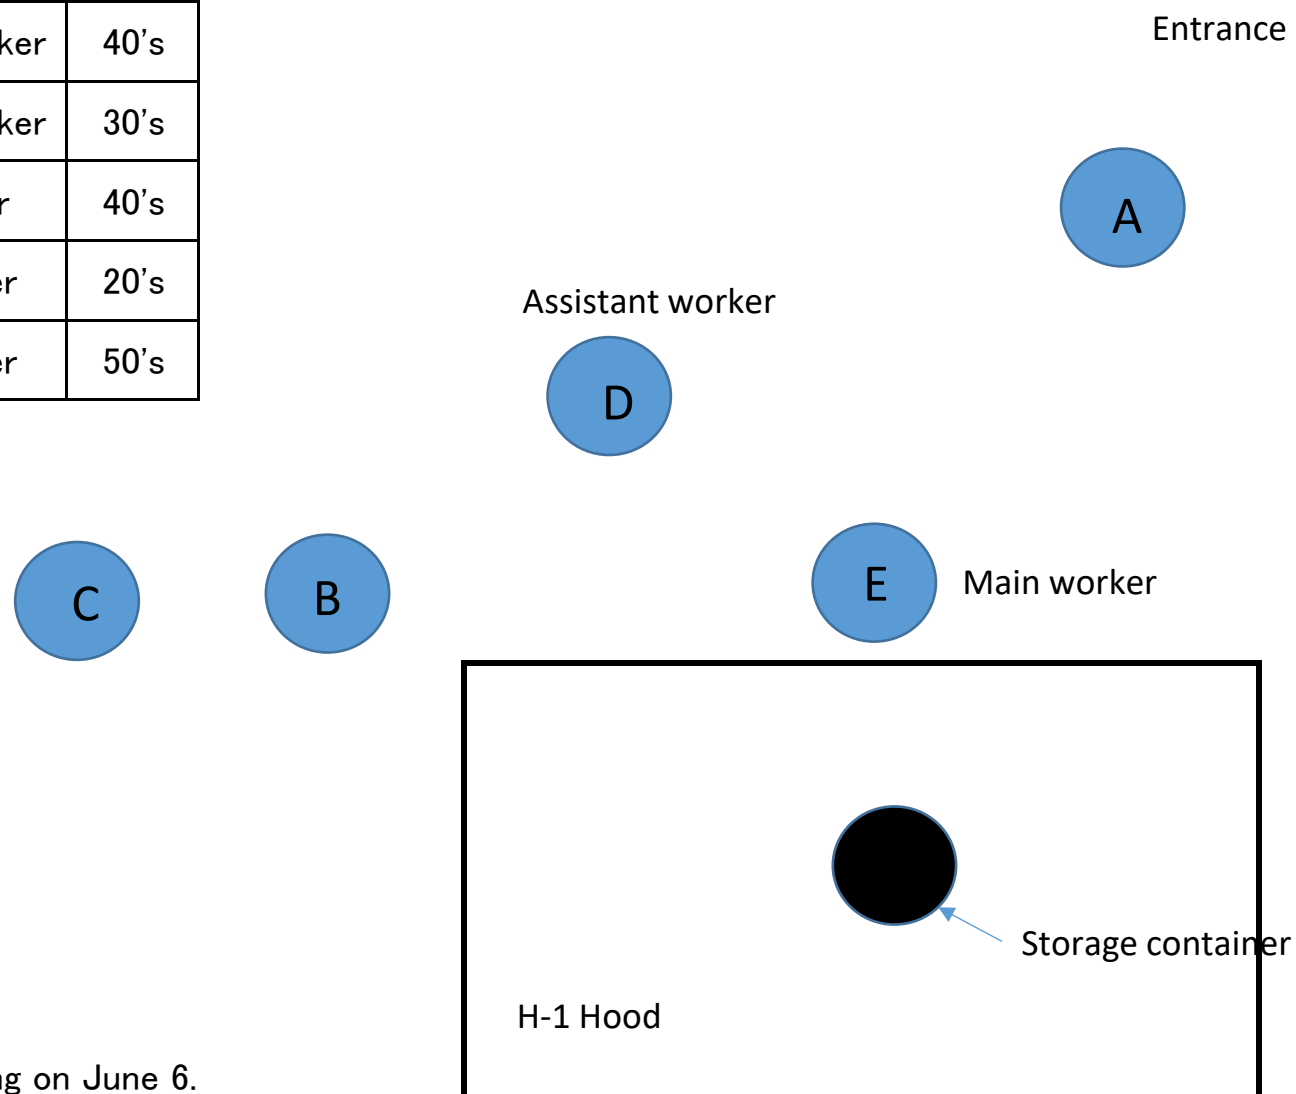 ker 40's
ker 30's
r 40's
er 20's
er 50's
Entrance
A
Assistant worker
D
C
B
E
Main worker
Storage container
H-1 Hood
g on June 6.